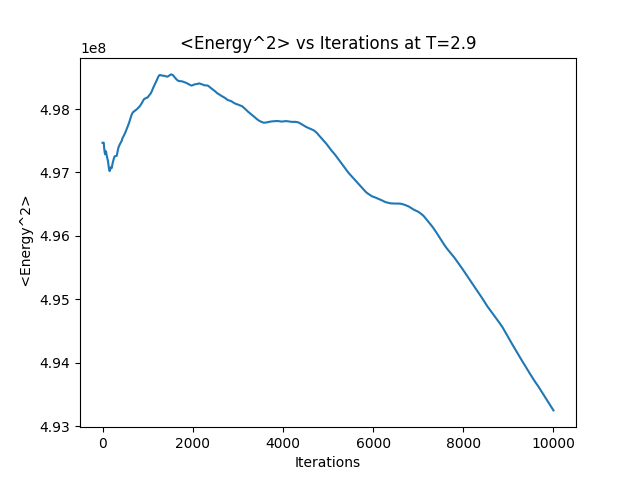 <Energy^2> vs Iterations at T=2.9
1e8
4.98
4.97
4.96
4.95
4.94
4.93
<Energy^2>
0 2000 4000 6000 8000 10000
Iterations